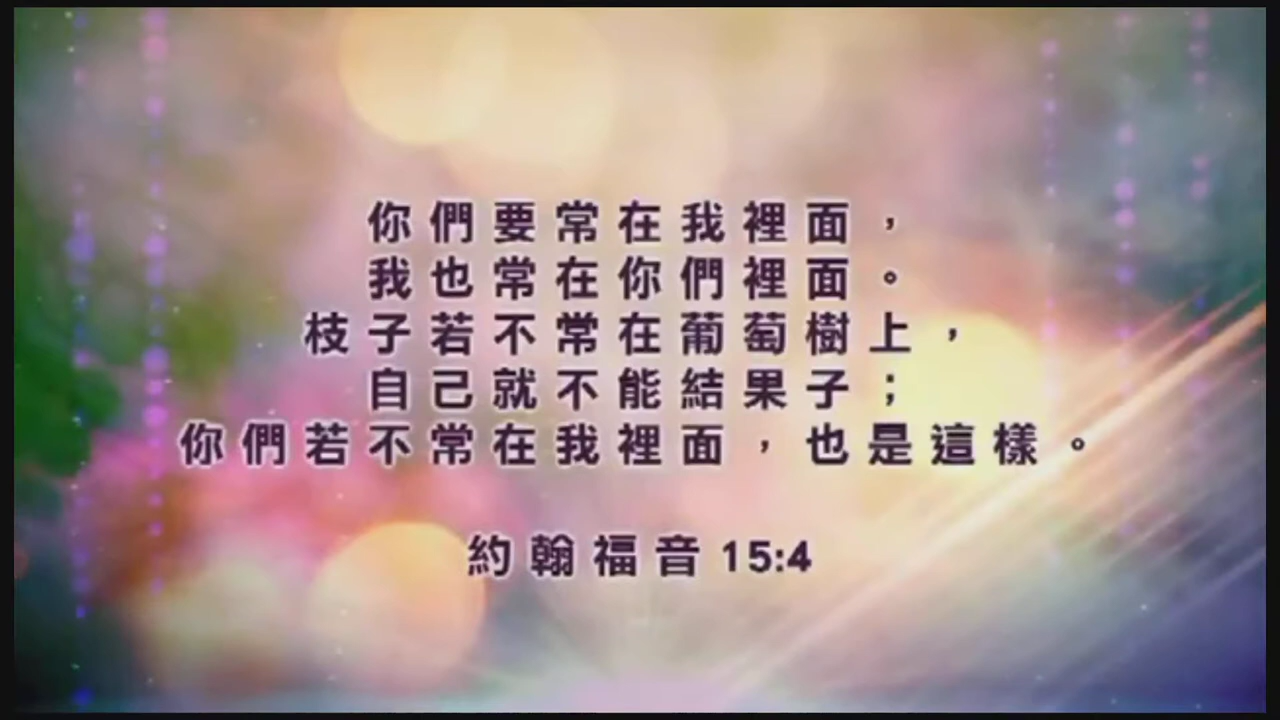 你們要常在我裡面，
我也常在你們裡面。
枝子若不常在葡萄樹上，
自己就不能結果子；
你們若不常在我裡面，也是這樣。
約翰福音 15:4